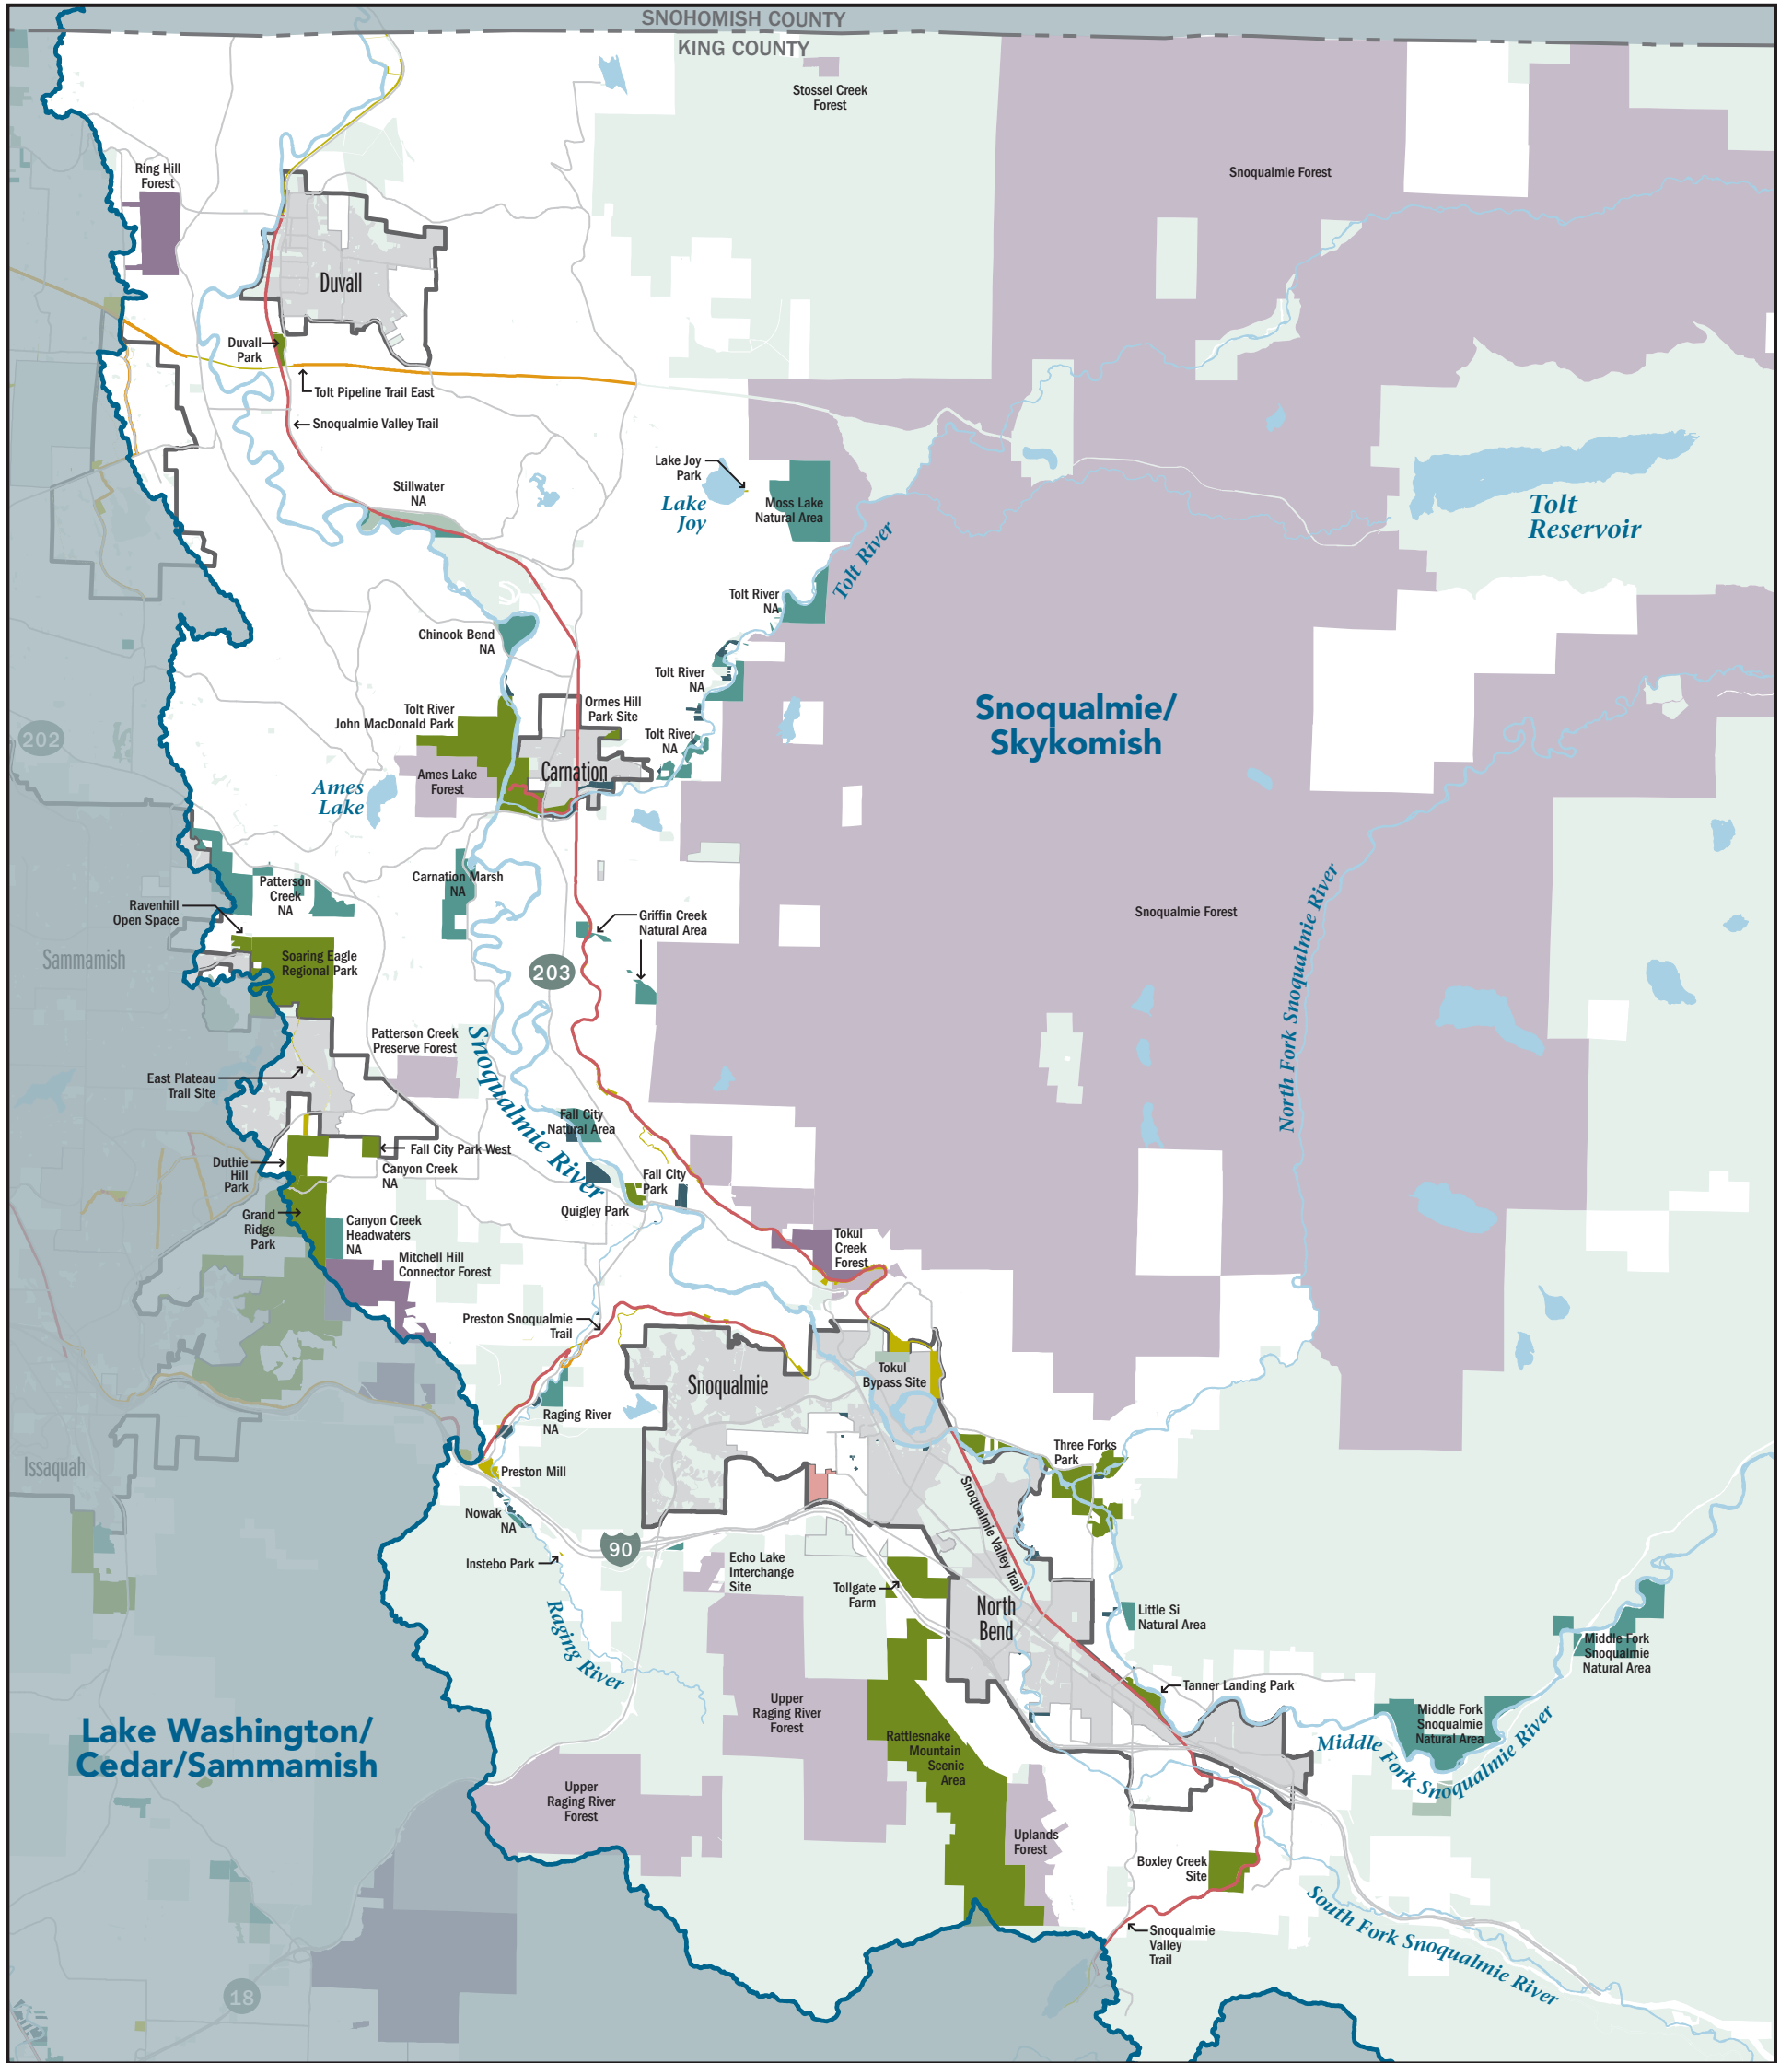 SNOHOMISH COUNTY
KING COUNTY
Stossel Creek
Forest
Ring Hill
Forest
Snoqualmie Forest
Duvall
Duvall
Park
Tolt Pipeline Trail East
Snoqualmie Valley Trail
Lake Joy
Park
Lake
Joy
Moss Lake
Natural Area
Stillwater
NA
Tolt
Reservoir
Tolt River
Tolt River
NA
Chinook Bend
NA
Tolt River
NA
Tolt River
John MacDonald Park
Ormes Hill
Park Site
Tolt River
NA
Snoqualmie/
Skykomish
202
Ames Lake
Forest
Carnation
Ames
Lake
Patterson
Creek
NA
Carnation Marsh
NA
Ravenhill
Open Space
Griffin Creek
Natural Area
Snoqualmie Forest
North Fork Snoqualmie River
Sammamish
Soaring Eagle
Regional Park
203
Patterson Creek
Preserve Forest
Snoqualmie River
East Plateau
Trail Site
Fall City
Natural Area
Fall City Park West
Duthie
Hill
Park
Canyon Creek
NA
Fall City
Park
Quigley Park
Grand
Ridge
Park
Canyon Creek
Headwaters
NA
Mitchell Hill
Connector Forest
Tokul
Creek
Forest
Preston Snoqualmie
Trail
Snoqualmie
Tokul
Bypass Site
Raging River
NA
Three Forks
Park
Issaquah
Preston Mill
Snoqualmie Valley Trail
Nowak
NA
90
Instebo Park
Echo Lake
Interchange
Site
Tollgate
Farm
North
Bend
Little Si
Natural Area
Raging River
Middle Fork
Snoqualmie
Natural Area
Tanner Landing Park
Upper
Raging River
Forest
Middle Fork
Snoqualmie
Natural Area
Rattlesnake
Mountain
Scenic
Area
Middle Fork Snoqualmie River
Lake Washington/
Cedar/Sammamish
Upper
Raging River
Forest
Uplands
Forest
Boxley Creek
Site
South Fork Snoqualmie River
Snoqualmie
Valley
Trail
18